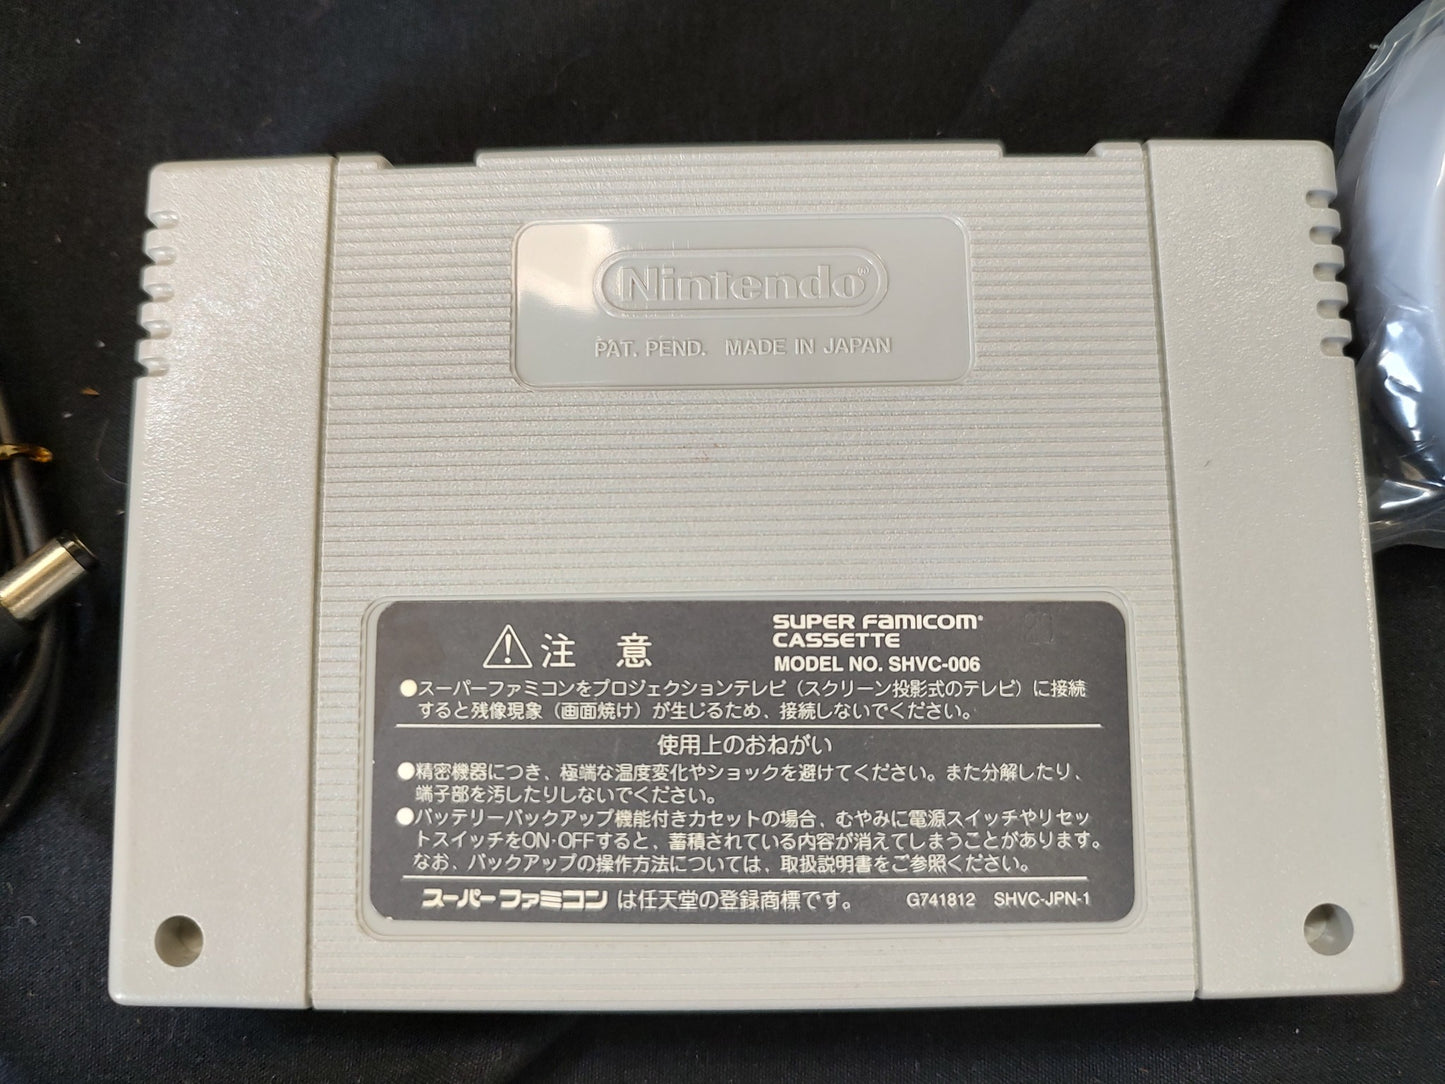 Nintendo®
PAT. PEND. MADE IN JAPAN
⚠注 意
SUPER FAMICOM®
CASSETTE
MODEL NO. SHVC-006
●スーパーファミコンをプロジェクションテレビ（スクリーン投影式のテレビ）に接続
すると残像現象（画面焼け）が生じるため、接続しないでください。
使用上のおねがい
●精密機器につき、極端な温度変化やショックを避けてください。また分解したり、
端子部を汚したりしないでください。
●バッテリーバックアップ機能付きカセットの場合、むやみに電源スイッチやリセッ
トスイッチをON・OFFすると、蓄積されている内容が消えてしまうことがあります。
なお、バックアップの操作方法については、取扱説明書をご参照ください。
スーパーファミコン は任天堂の登録商標です。 G741812 SHVC-JPN-1